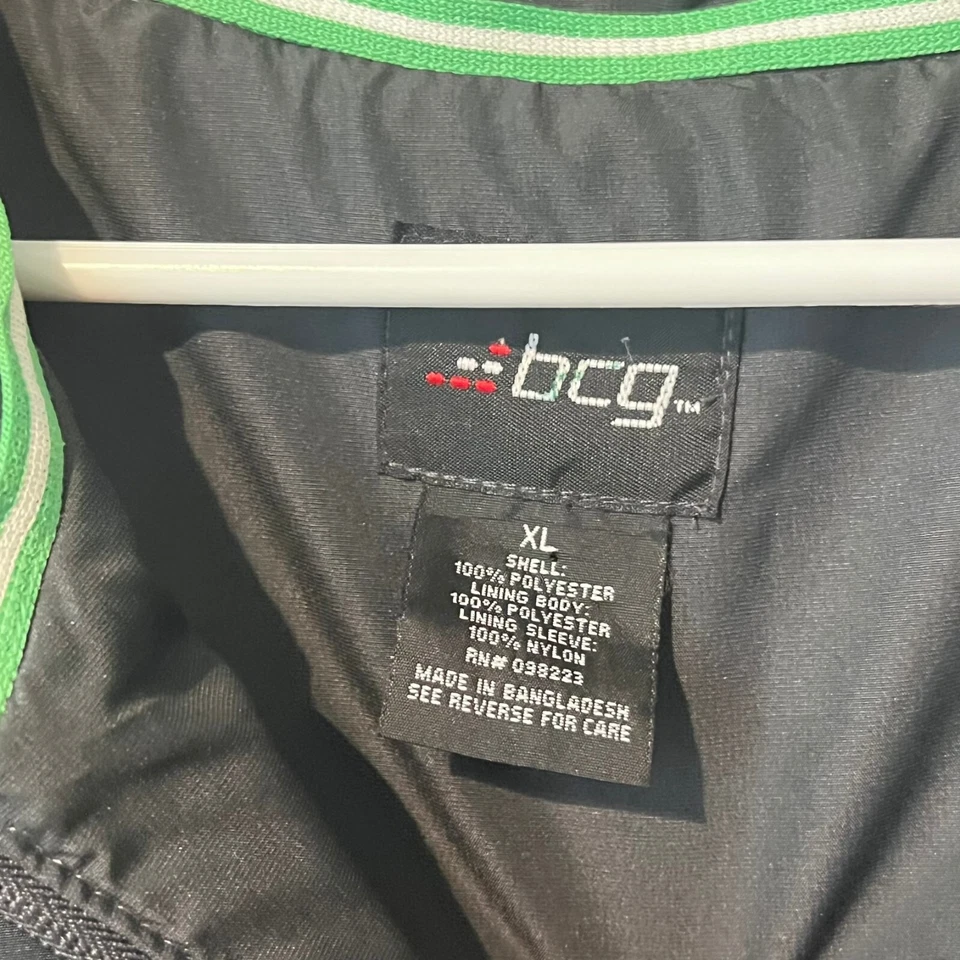 bcg™
XL
SHELL:
100% POLYESTER
LINING BODY:
100% POLYESTER
LINING SLEEVE:
100% NYLON
RN# 098223
MADE IN BANGLADESH
SEE REVERSE FOR CARE